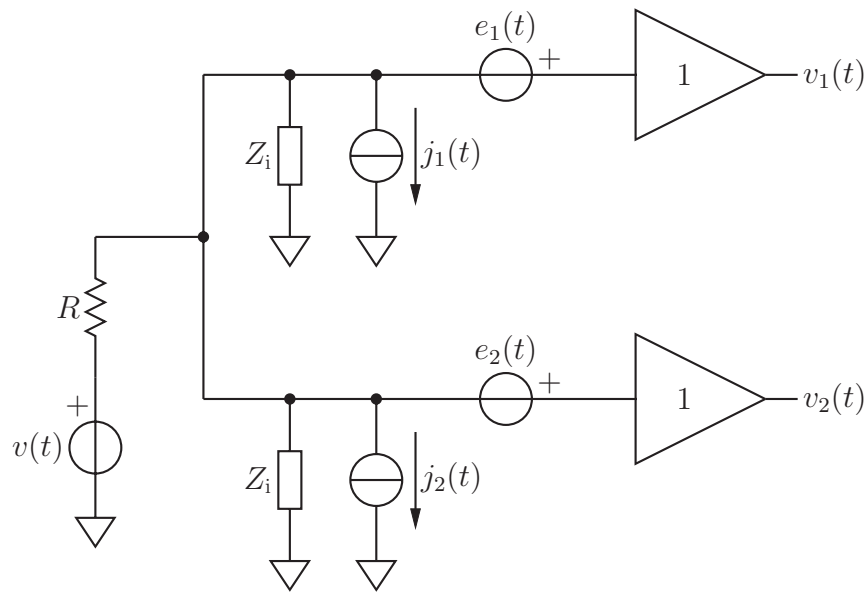 e₁(t)
+
1
v₁(t)
Zᵢ
j₁(t)
R
e₂(t)
+
1
v₂(t)
+
v(t)
Zᵢ
j₂(t)